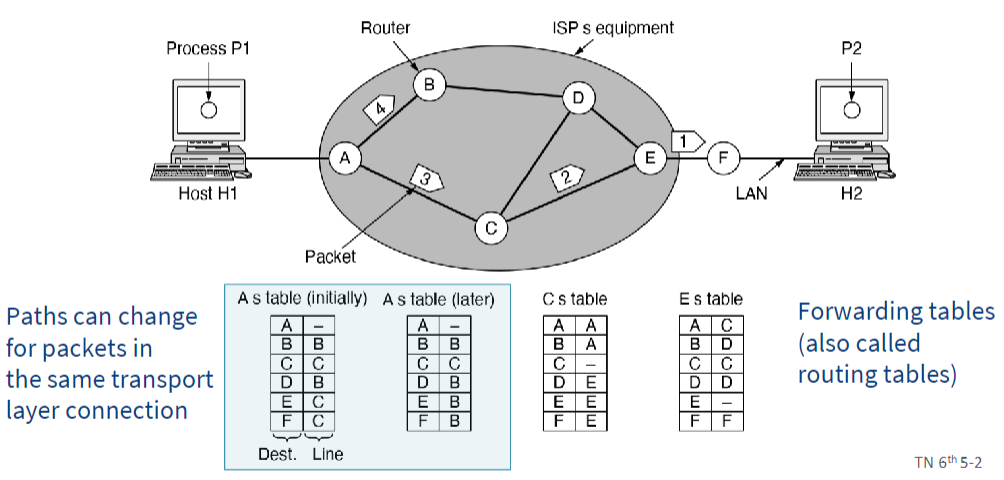 Router
ISP s equipment
Process P1
P2
B
D
4
1
A
E
F
3
2
Host H1
LAN
H2
C
Packet
A s table (initially)
A s table (later)
C s table
E s table
Paths can change
for packets in
the same transport
layer connection
A –
B B
C C
D B
E C
F C
Dest. Line
A –
B B
C C
D B
E B
F B
A A
B A
C –
D E
E E
F E
A C
B D
C C
D D
E –
F F
Forwarding tables
(also called
routing tables)
TN 6th 5-2